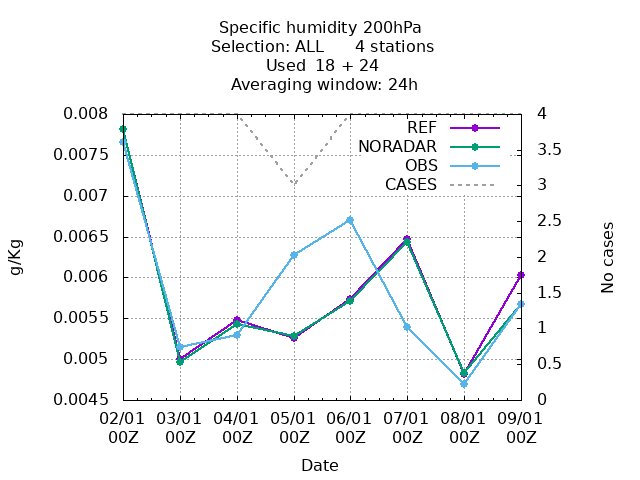 Specific humidity 200hPa
Selection: ALL 4 stations
Used 18 + 24
Averaging window: 24h
0.008
0.0075
0.007
0.0065
0.006
0.0055
0.005
0.0045
g/Kg
REF
NORADAR
OBS
CASES
4
3.5
3
2.5
2
1.5
1
0.5
0
No cases
02/01 03/01 04/01 05/01 06/01 07/01 08/01 09/01
00Z 00Z 00Z 00Z 00Z 00Z 00Z 00Z
Date